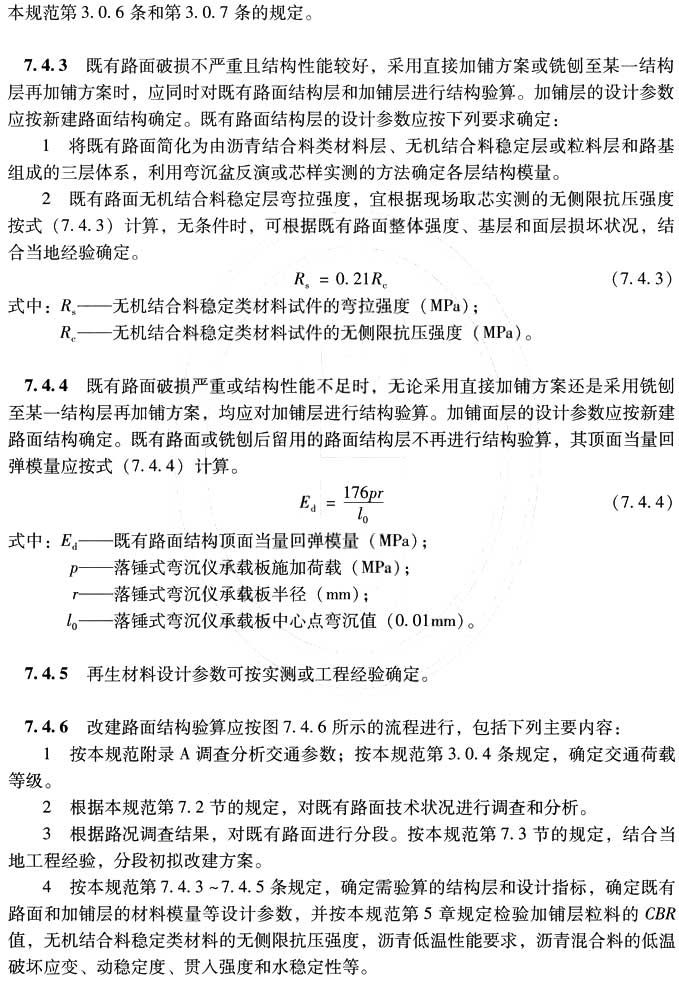 本规范第3.0.6条和第3.0.7条的规定。
7.4.3 既有路面破损不严重且结构性能较好，采用直接加铺方案或铣刨至某一结构
层再加铺方案时，应同时对既有路面结构层和加铺层进行结构验算。加铺层的设计参数
应按新建路面结构确定。既有路面结构层的设计参数应按下列要求确定：
1 将既有路面简化为由沥青结合料类材料层、无机结合料稳定层或粒料层和路基
组成的三层体系，利用弯沉盆反演或芯样实测的方法确定各层结构模量。
2 既有路面无机结合料稳定层弯拉强度，宜根据现场取芯实测的无侧限抗压强度
按式（7.4.3）计算，无条件时，可根据既有路面整体强度、基层和面层损坏状况，结
合当地经验确定。
Rs = 0.21Rc （7.4.3）
式中：Rs——无机结合料稳定类材料试件的弯拉强度（MPa）；
Rc——无机结合料稳定类材料试件的无侧限抗压强度（MPa）。
7.4.4 既有路面破损严重或结构性能不足时，无论采用直接加铺方案还是采用铣刨
至某一结构层再加铺方案，均应对加铺层进行结构验算。加铺面层的设计参数应按新建
路面结构确定。既有路面或铣刨后留用的路面结构层不再进行结构验算，其顶面当量回
弹模量应按式（7.4.4）计算。
Ed = 176pr / l0 （7.4.4）
式中：Ed——既有路面结构顶面当量回弹模量（MPa）；
p——落锤式弯沉仪承载板施加荷载（MPa）；
r——落锤式弯沉仪承载板半径（mm）；
l0——落锤式弯沉仪承载板中心点弯沉值（0.01mm）。
7.4.5 再生材料设计参数可按实测或工程经验确定。
7.4.6 改建路面结构验算应按图7.4.6所示的流程进行，包括下列主要内容：
1 按本规范附录A调查分析交通参数；按本规范第3.0.4条规定，确定交通荷载
等级。
2 根据本规范第7.2节的规定，对既有路面技术状况进行调查和分析。
3 根据路况调查结果，对既有路面进行分段。按本规范第7.3节的规定，结合当
地工程经验，分段初拟改建方案。
4 按本规范第7.4.3~7.4.5条规定，确定需验算的结构层和设计指标，确定既有
路面和加铺层的材料模量等设计参数，并按本规范第5章规定检验加铺层粒料的CBR
值，无机结合料稳定类材料的无侧限抗压强度，沥青低温性能要求，沥青混合料的低温
破坏应变、动稳定度、贯入强度和水稳定性等。